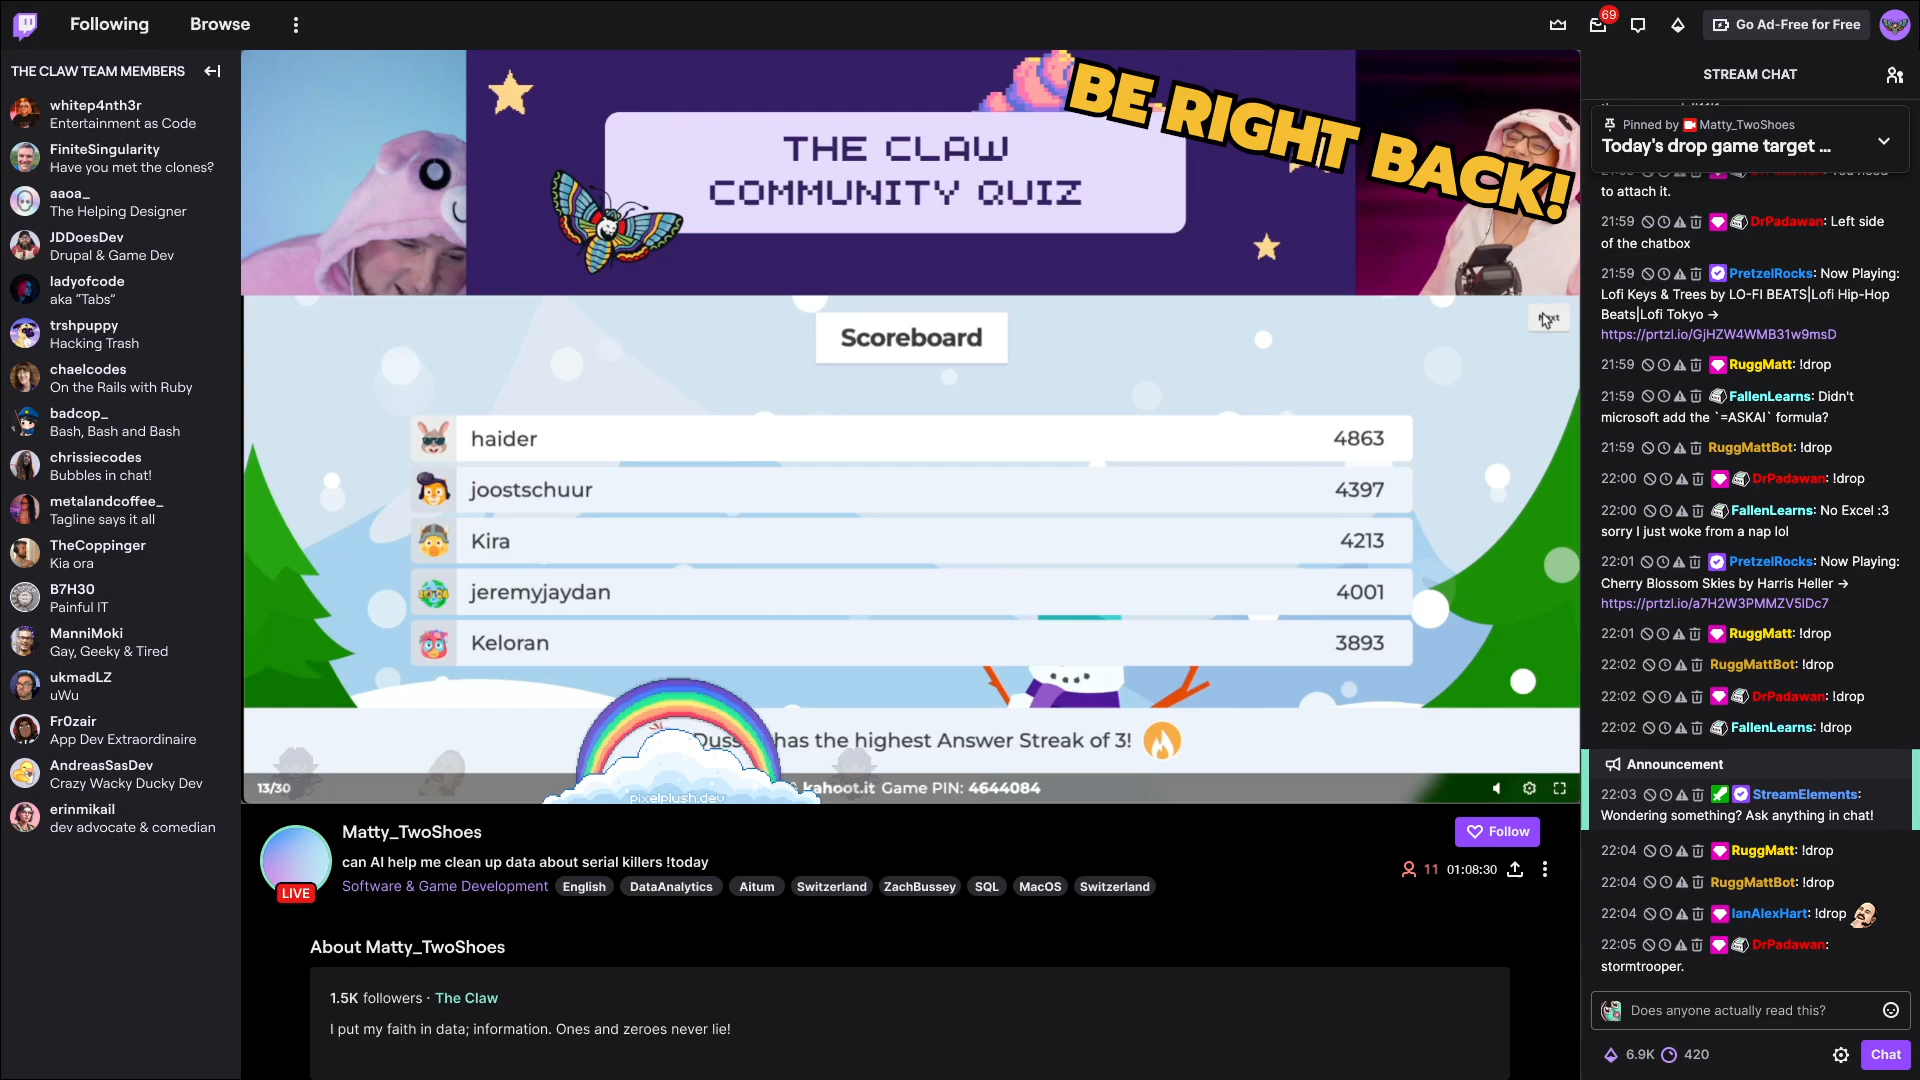 Following
Browse
69
Go Ad-Free for Free
THE CLAW TEAM MEMBERS
whitep4nth3r
Entertainment as Code
FiniteSingularity
Have you met the clones?
aaoa_
The Helping Designer
JDDoesDev
Drupal & Game Dev
ladyofcode
aka “Tabs”
trshpuppy
Hacking Trash
chaelcodes
On the Rails with Ruby
badcop_
Bash, Bash and Bash
chrissiecodes
Bubbles in chat!
metalandcoffee_
Tagline says it all
TheCoppinger
Kia ora
B7H30
Painful IT
ManniMoki
Gay, Geeky & Tired
ukmadLZ
uWu
Fr0zair
App Dev Extraordinaire
AndreasSasDev
Crazy Wacky Ducky Dev
erinmikail
dev advocate & comedian
THE CLAW
COMMUNITY QUIZ
BE RIGHT BACK!
Scoreboard
haider 4863
joostschuur 4397
Kira 4213
jeremyjaydan 4001
Keloran 3893
has the highest Answer Streak of 3!
13/30
kahoot.it Game PIN: 4644084
pixelplush.dev
LIVE
Matty_TwoShoes
Follow
can AI help me clean up data about serial killers !today
11 01:08:30
Software & Game Development English DataAnalytics Aitum Switzerland ZachBussey SQL MacOS Switzerland
About Matty_TwoShoes
1.5K followers · The Claw
I put my faith in data; information. Ones and zeroes never lie!
STREAM CHAT
Pinned by Matty_TwoShoes
Today's drop game target ...
to attach it.
21:59 DrPadawan: Left side
of the chatbox
21:59 PretzelRocks: Now Playing:
Lofi Keys & Trees by LO-FI BEATS|Lofi Hip-Hop
Beats|Lofi Tokyo →
https://prtzl.io/GjHZW4WMB31w9msD
21:59 RuggMatt: !drop
21:59 FallenLearns: Didn't
microsoft add the `=ASKAI` formula?
21:59 RuggMattBot: !drop
22:00 DrPadawan: !drop
22:00 FallenLearns: No Excel :3
sorry I just woke from a nap lol
22:01 PretzelRocks: Now Playing:
Cherry Blossom Skies by Harris Heller →
https://prtzl.io/a7H2W3PMMZV5lDc7
22:01 RuggMatt: !drop
22:02 RuggMattBot: !drop
22:02 DrPadawan: !drop
22:02 FallenLearns: !drop
Announcement
22:03 StreamElements:
Wondering something? Ask anything in chat!
22:04 RuggMatt: !drop
22:04 RuggMattBot: !drop
22:04 IanAlexHart: !drop
22:05 DrPadawan:
stormtrooper.
Does anyone actually read this?
6.9K 420
Chat